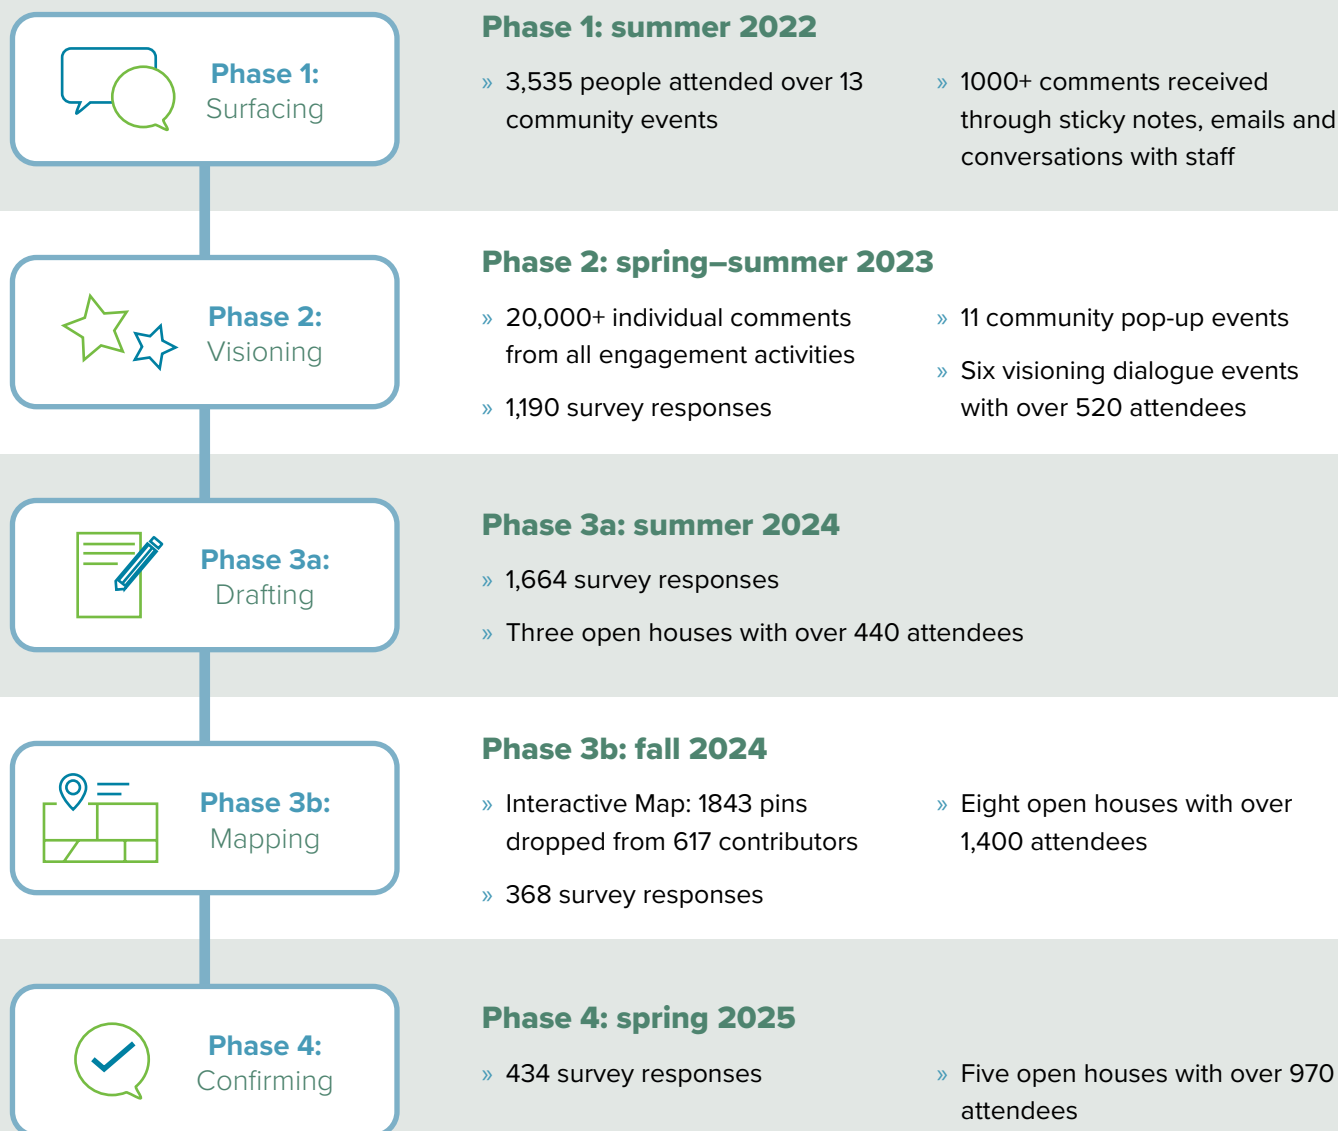 Phase 1:
Surfacing
Phase 1: summer 2022
» 3,535 people attended over 13
community events
» 1000+ comments received
through sticky notes, emails and
conversations with staff
Phase 2:
Visioning
Phase 2: spring–summer 2023
» 20,000+ individual comments
from all engagement activities
» 1,190 survey responses
» 11 community pop-up events
» Six visioning dialogue events
with over 520 attendees
Phase 3a:
Drafting
Phase 3a: summer 2024
» 1,664 survey responses
» Three open houses with over 440 attendees
Phase 3b:
Mapping
Phase 3b: fall 2024
» Interactive Map: 1843 pins
dropped from 617 contributors
» 368 survey responses
» Eight open houses with over
1,400 attendees
Phase 4:
Confirming
Phase 4: spring 2025
» 434 survey responses
» Five open houses with over 970
attendees